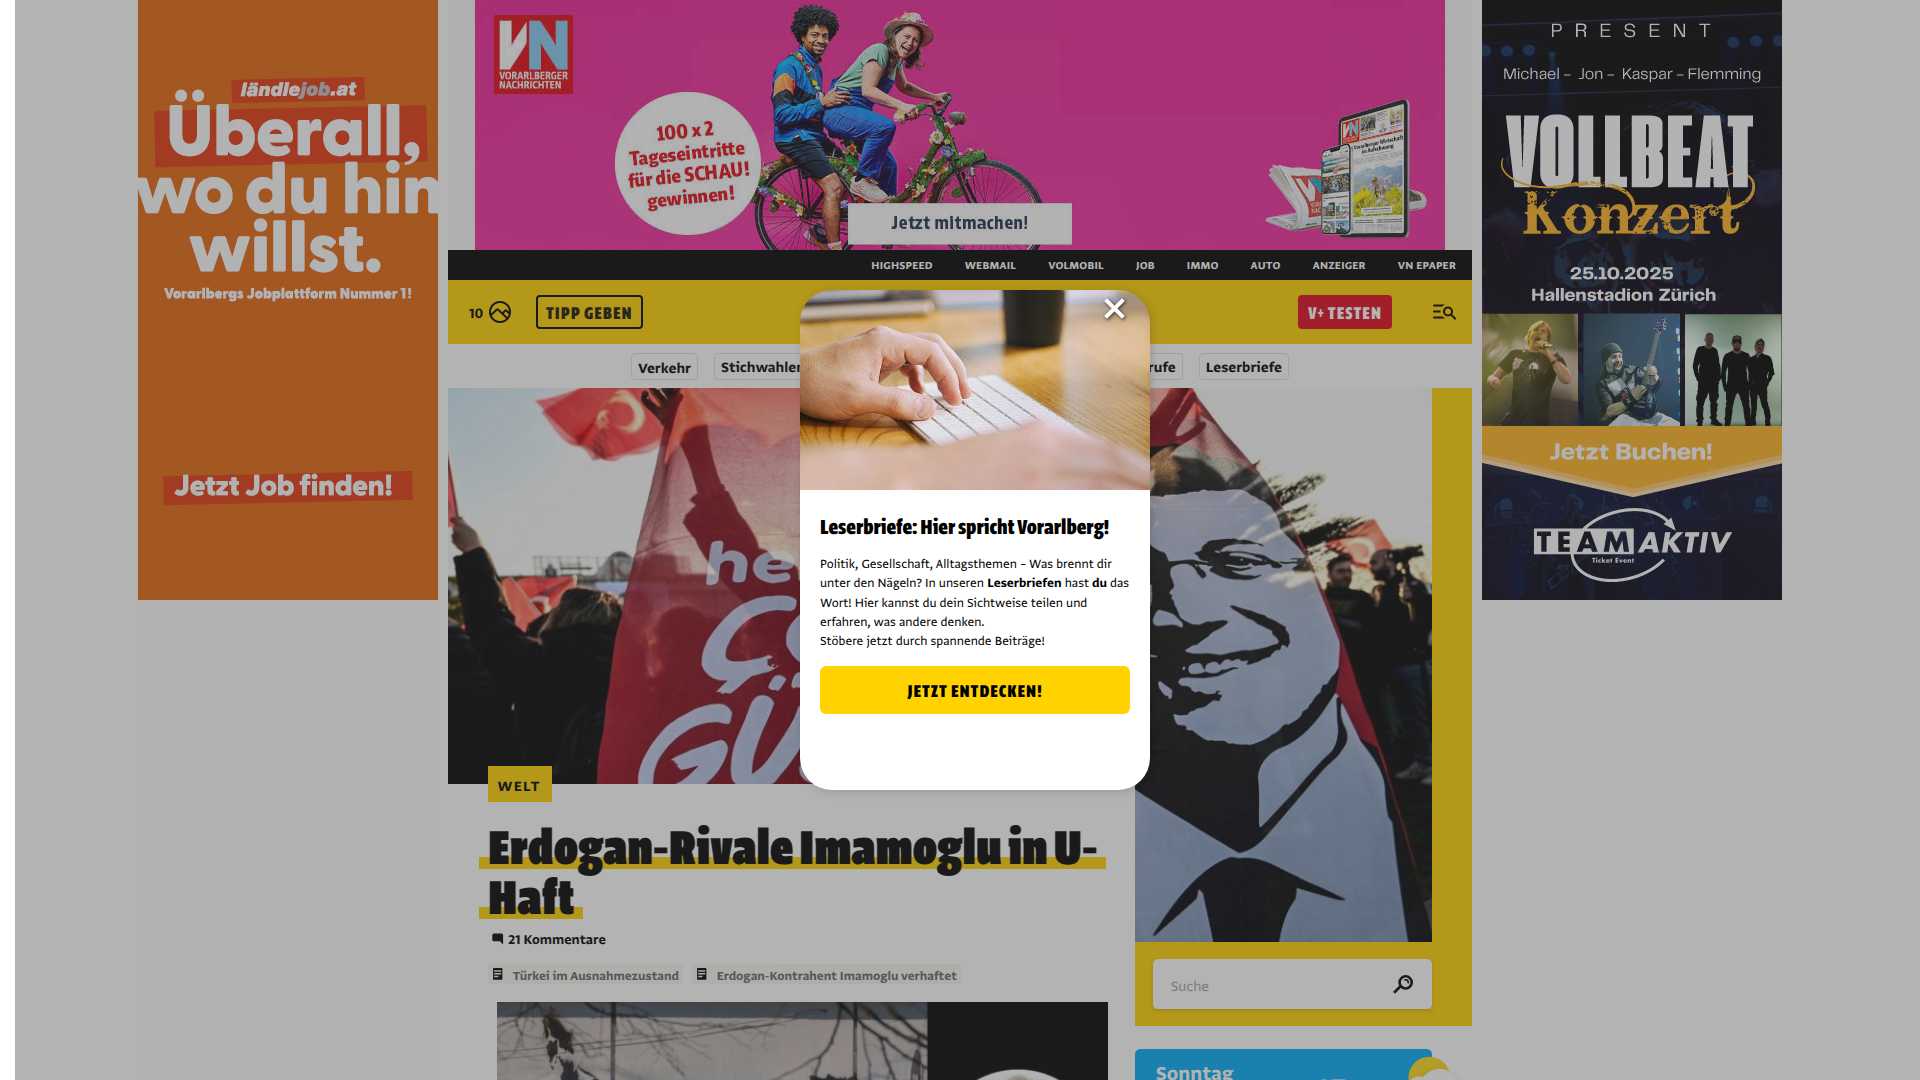 ländlejob.at
Überall,
wo du hin
willst.
Vorarlbergs Jobplattform Nummer 1!
Jetzt Job finden!
VN
VORARLBERGER
NACHRICHTEN
100 x 2
Tageseintritte
für die SCHAU!
gewinnen!
Jetzt mitmachen!
PRESENT
Michael - Jon - Kaspar - Flemming
VOLLBEAT
Konzert
25.10.2025
Hallenstadion Zürich
Jetzt Buchen!
TEAM AKTIV
Ticket Event
HIGHSPEED WEBMAIL VOLMOBIL JOB IMMO AUTO ANZEIGER VN EPAPER
10 TIPP GEBEN V+ TESTEN
Verkehr Stichwahlen rufe Leserbriefe
Leserbriefe: Hier spricht Vorarlberg!
Politik, Gesellschaft, Alltagsthemen – Was brennt dir
unter den Nägeln? In unseren Leserbriefen hast du das
Wort! Hier kannst du dein Sichtweise teilen und
erfahren, was andere denken.
Stöbere jetzt durch spannende Beiträge!
JETZT ENTDECKEN!
WELT
Erdogan-Rivale Imamoglu in U-
Haft
21 Kommentare
Türkei im Ausnahmezustand Erdogan-Kontrahent Imamoglu verhaftet
Suche
Sonntag